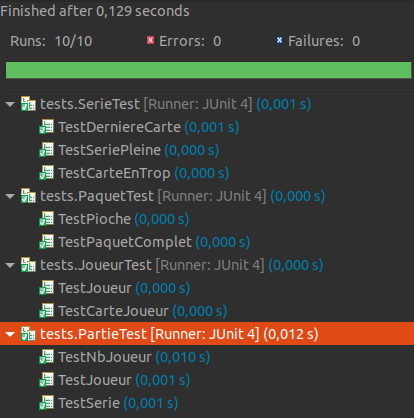 Finished after 0,129 seconds
Runs: 10/10 Errors: 0 Failures: 0
tests.SerieTest [Runner: JUnit 4] (0,001 s)
TestDerniereCarte (0,001 s)
TestSeriePleine (0,000 s)
TestCarteEnTrop (0,000 s)
tests.PaquetTest [Runner: JUnit 4] (0,000 s)
TestPioche (0,000 s)
TestPaquetComplet (0,000 s)
tests.JoueurTest [Runner: JUnit 4] (0,000 s)
TestJoueur (0,000 s)
TestCarteJoueur (0,000 s)
tests.PartieTest [Runner: JUnit 4] (0,012 s)
TestNbJoueur (0,010 s)
TestJoueur (0,001 s)
TestSerie (0,001 s)